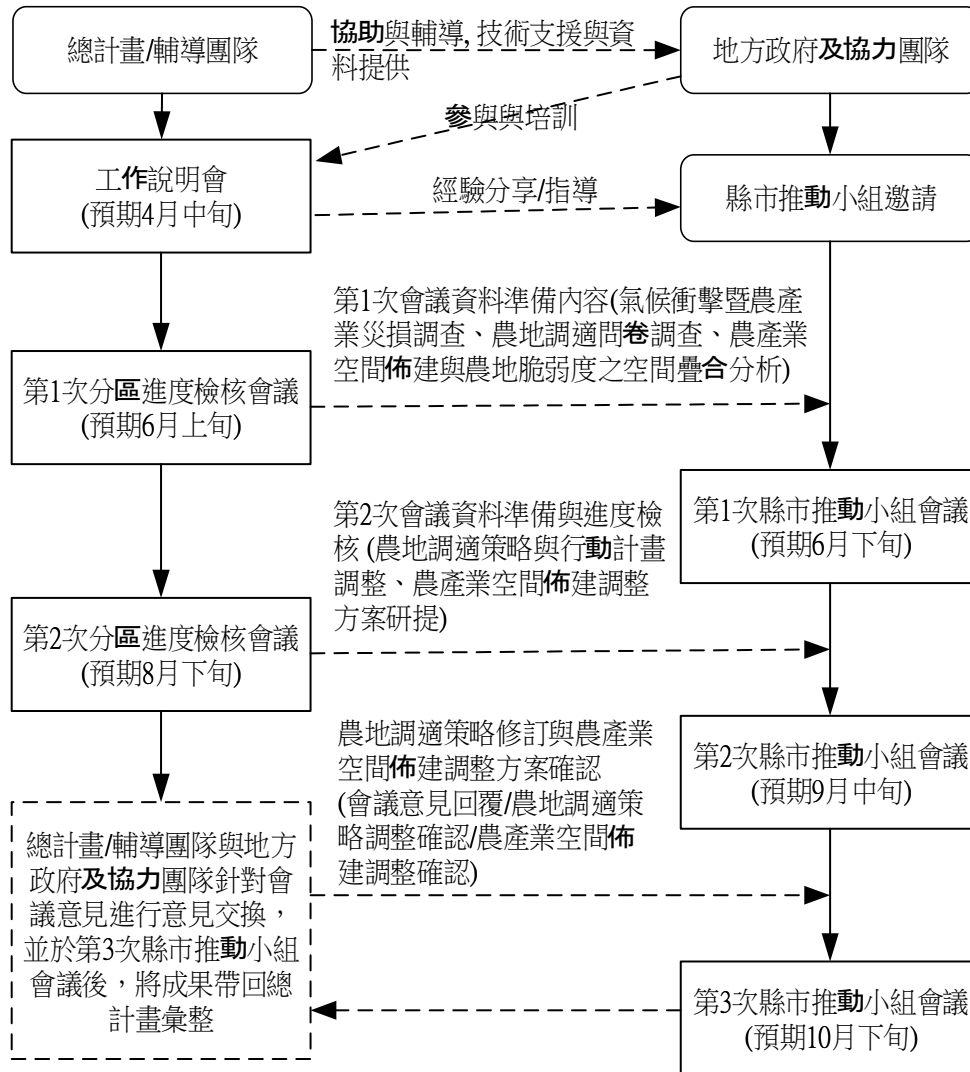 總計畫/輔導團隊
協助與輔導, 技術支援與資
料提供
地方政府及協力團隊
參與與培訓
工作說明會
(預期4月中旬)
經驗分享/指導
縣市推動小組邀請
第1次會議資料準備內容(氣候衝擊暨農產
業災損調查、農地調適問卷調查、農產業
空間佈建與農地脆弱度之空間疊合分析)
第1次分區進度檢核會議
(預期6月上旬)
第1次縣市推動小組會議
(預期6月下旬)
第2次會議資料準備與進度檢
核 (農地調適策略與行動計畫
調整、農產業空間佈建調整
方案研提)
第2次分區進度檢核會議
(預期8月下旬)
第2次縣市推動小組會議
(預期9月中旬)
農地調適策略修訂與農產業
空間佈建調整方案確認
(會議意見回覆/農地調適策
略調整確認/農產業空間佈
建調整確認)
總計畫/輔導團隊與地方
政府及協力團隊針對會
議意見進行意見交換，
並於第3次縣市推動小組
會議後，將成果帶回總
計畫彙整
第3次縣市推動小組會議
(預期10月下旬)